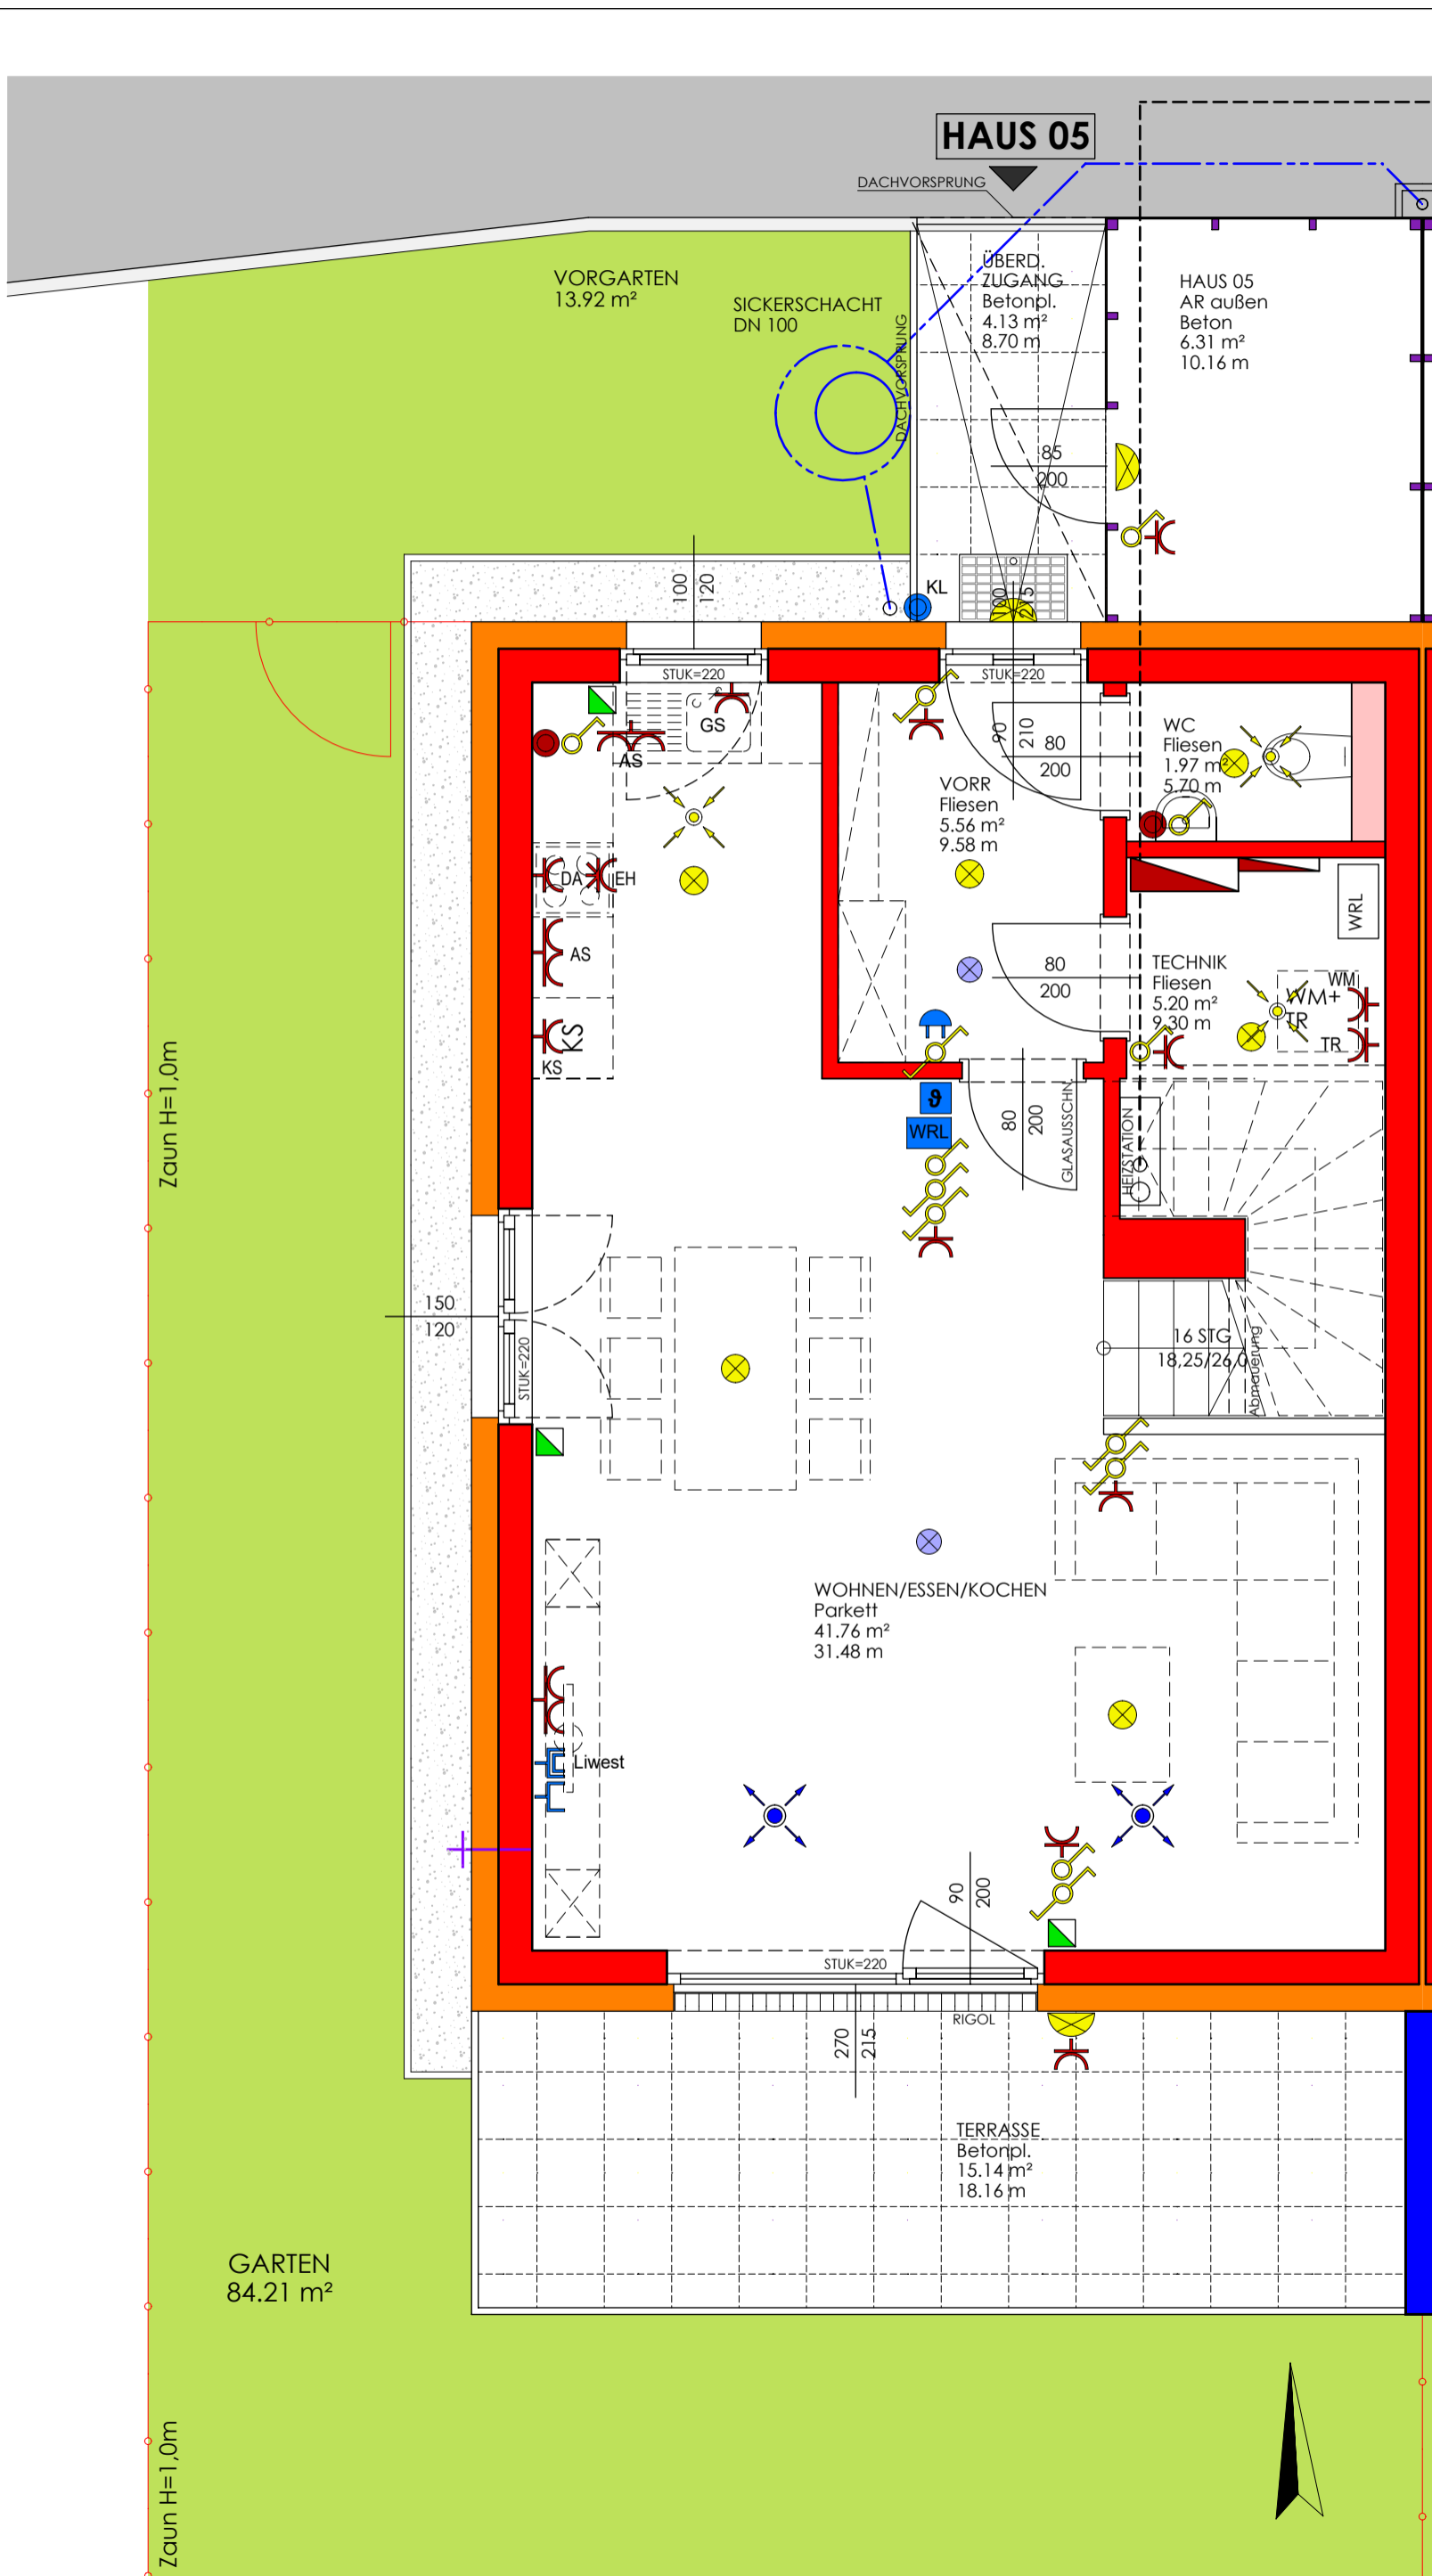 HAUS 05
DACHVORSPRUNG
VORGARTEN
13.92 m²
SICKERSCHACHT
DN 100
DACHVORSPRUNG
ÜBERD.
ZUGANG
Betonpl.
4.13 m²
8.70 m
HAUS 05
AR außen
Beton
6.31 m²
10.16 m
85
200
100
120
KL
100
215
STUK=220
STUK=220
GS
AS
90
210
80
200
WC
Fliesen
1.97 m²
5.70 m
VORR
Fliesen
5.56 m²
9.58 m
DA
EH
AS
KS
KS
WRL
80
200
TECHNIK
Fliesen
5.20 m²
9.30 m
WM
WM+
TR
TR
ϑ
WRL
80
200
GLASAUSSCHN.
HEIZSTATION
Zaun H=1,0m
150
120
STUK=220
16 STG
18,25/26,0
Abmauerung
WOHNEN/ESSEN/KOCHEN
Parkett
41.76 m²
31.48 m
Liwest
90
200
STUK=220
RIGOL
270
215
TERRASSE
Betonpl.
15.14 m²
18.16 m
GARTEN
84.21 m²
Zaun H=1,0m